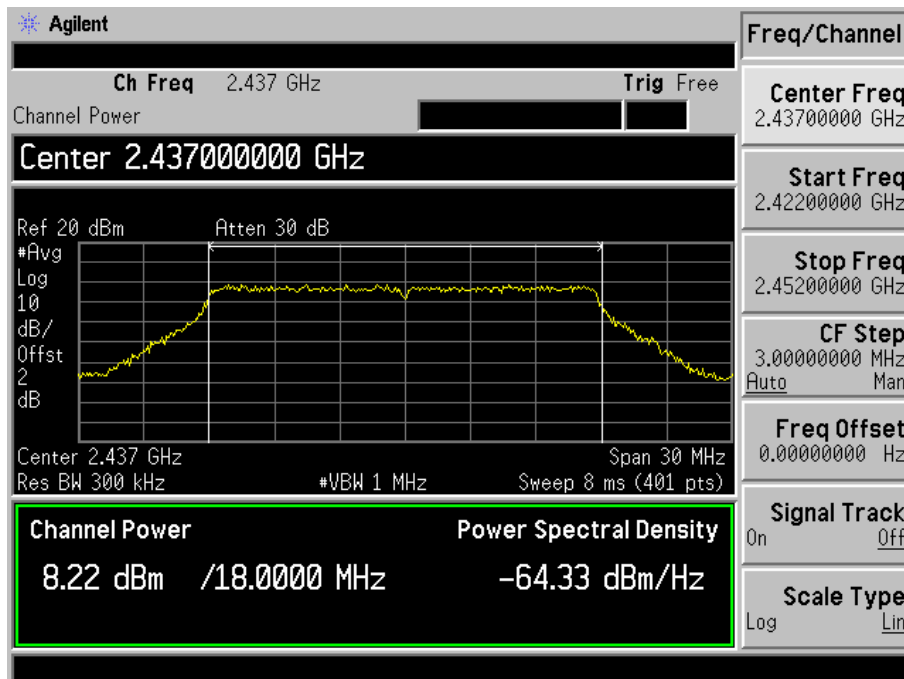 Agilent
Freq/Channel
Ch Freq 2.437 GHz Trig Free
Channel Power
Center 2.437000000 GHz
Ref 20 dBm Atten 30 dB
#Avg
Log
10
dB/
Offst
2
dB
Center 2.437 GHz Span 30 MHz
Res BW 300 kHz #VBW 1 MHz Sweep 8 ms (401 pts)
Channel Power Power Spectral Density
8.22 dBm /18.0000 MHz -64.33 dBm/Hz
Center Freq
2.43700000 GHz
Start Freq
2.42200000 GHz
Stop Freq
2.45200000 GHz
CF Step
3.00000000 MHz
Auto Man
Freq Offset
0.00000000 Hz
Signal Track
On Off
Scale Type
Log Lin